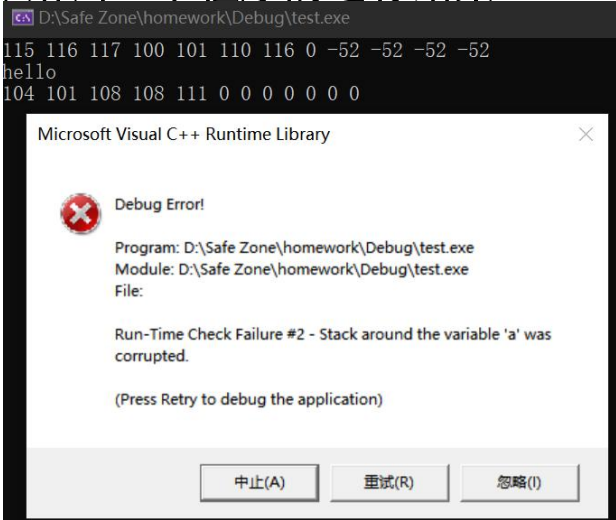 D:\Safe Zone\homework\Debug\test.exe
115 116 117 100 101 110 116 0 -52 -52 -52 -52
hello
104 101 108 108 111 0 0 0 0 0 0 0
Microsoft Visual C++ Runtime Library
Debug Error!
Program: D:\Safe Zone\homework\Debug\test.exe
Module: D:\Safe Zone\homework\Debug\test.exe
File:
Run-Time Check Failure #2 - Stack around the variable 'a' was
corrupted.
(Press Retry to debug the application)
中止(A) 重试(R) 忽略(I)